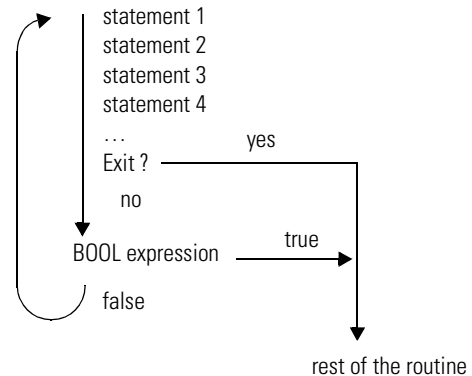 statement 1
statement 2
statement 3
statement 4
…
yes
Exit ?
no
true
BOOL expression
false
rest of the routine